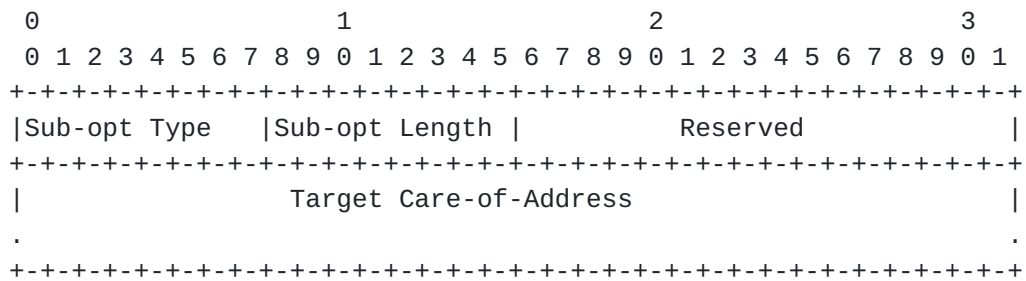 0                   1                   2                   3
 0 1 2 3 4 5 6 7 8 9 0 1 2 3 4 5 6 7 8 9 0 1 2 3 4 5 6 7 8 9 0 1
+-+-+-+-+-+-+-+-+-+-+-+-+-+-+-+-+-+-+-+-+-+-+-+-+-+-+-+-+-+-+-+-+
|Sub-opt Type   |Sub-opt Length |          Reserved             |
+-+-+-+-+-+-+-+-+-+-+-+-+-+-+-+-+-+-+-+-+-+-+-+-+-+-+-+-+-+-+-+-+
|                 Target Care-of-Address                        |
.                                                               .
+-+-+-+-+-+-+-+-+-+-+-+-+-+-+-+-+-+-+-+-+-+-+-+-+-+-+-+-+-+-+-+-+